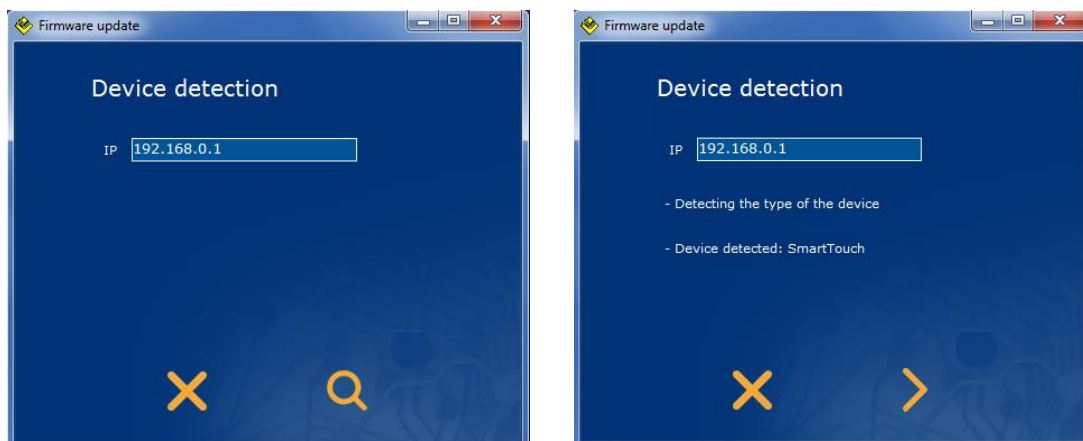 Firmware update
Device detection
IP 192.168.0.1
Firmware update
Device detection
IP 192.168.0.1
- Detecting the type of the device
- Device detected: SmartTouch